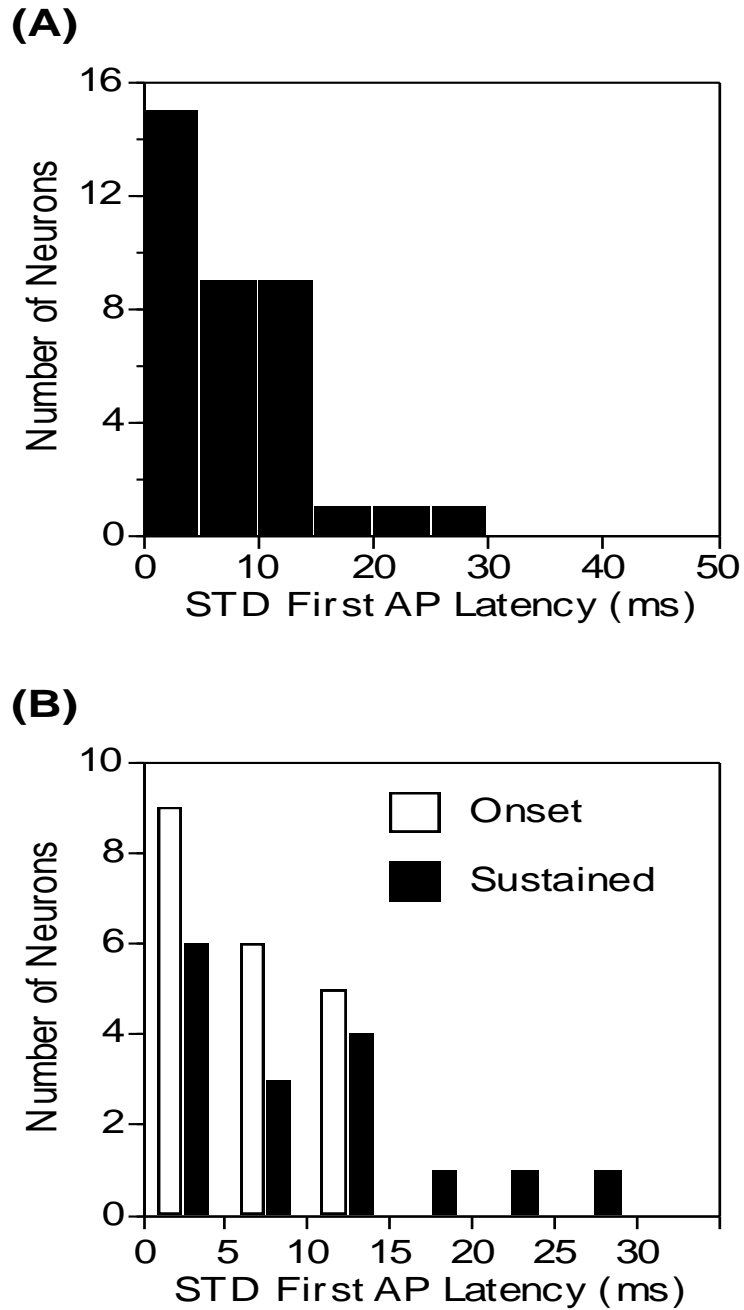 (A)
16
12
8
4
0
Number of Neurons
0 10 20 30 40 50
STD First AP Latency (ms)
(B)
10
8
6
4
2
0
Number of Neurons
Onset
Sustained
0 5 10 15 20 25 30
STD First AP Latency (ms)